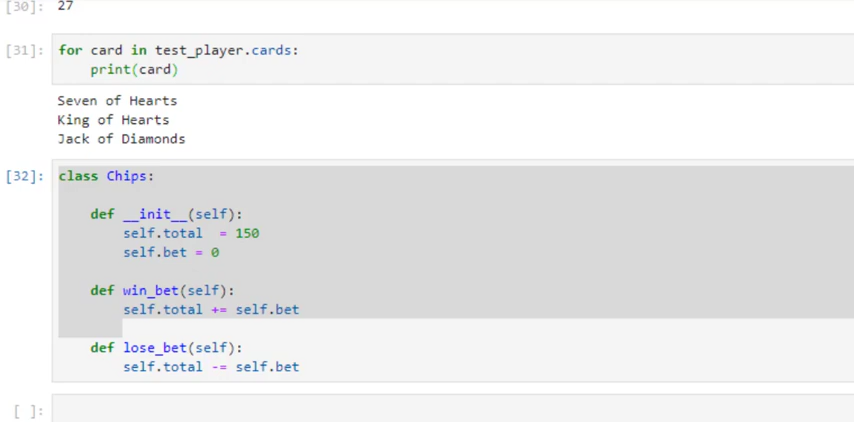 [30]: 27
[31]: for card in test_player.cards:
    print(card)
Seven of Hearts
King of Hearts
Jack of Diamonds
[32]: class Chips:
    def __init__(self):
        self.total  = 150
        self.bet = 0
    def win_bet(self):
        self.total += self.bet
    def lose_bet(self):
        self.total -= self.bet
[ ]: